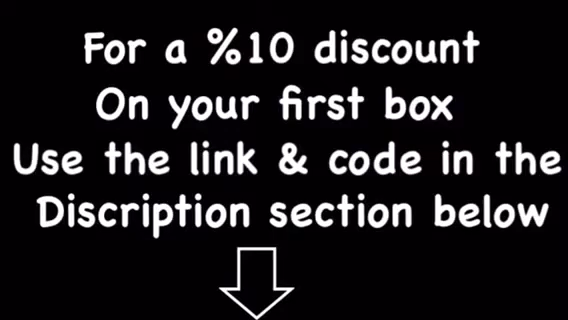 For a %10 discount
On your first box
Use the link & code in the
Discription section below